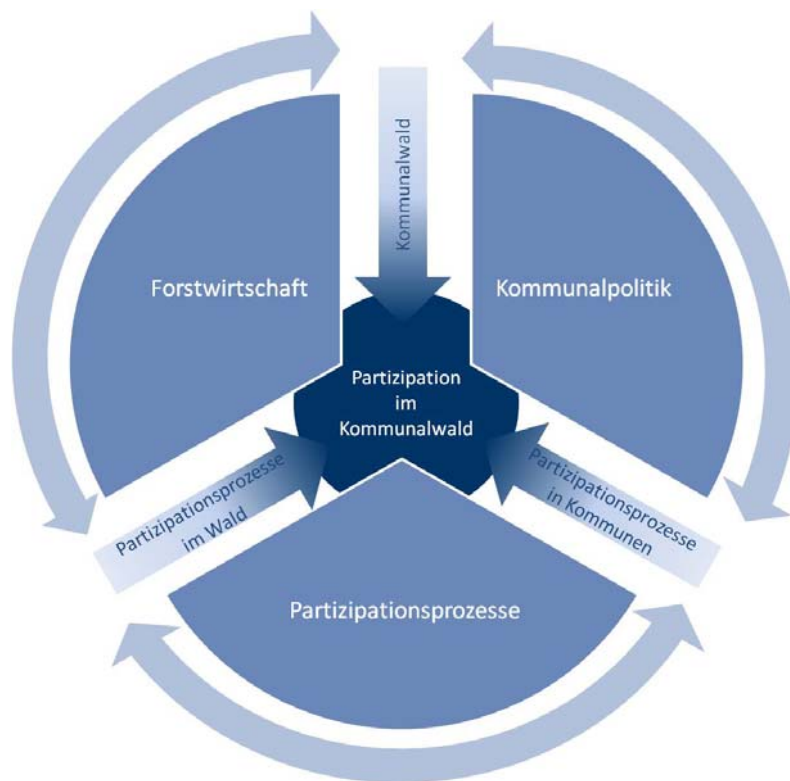 Kommunalwald
Forstwirtschaft
Kommunalpolitik
Partizipation
im
Kommunalwald
Partizipationsprozesse
im Wald
Partizipationsprozesse
in Kommunen
Partizipationsprozesse